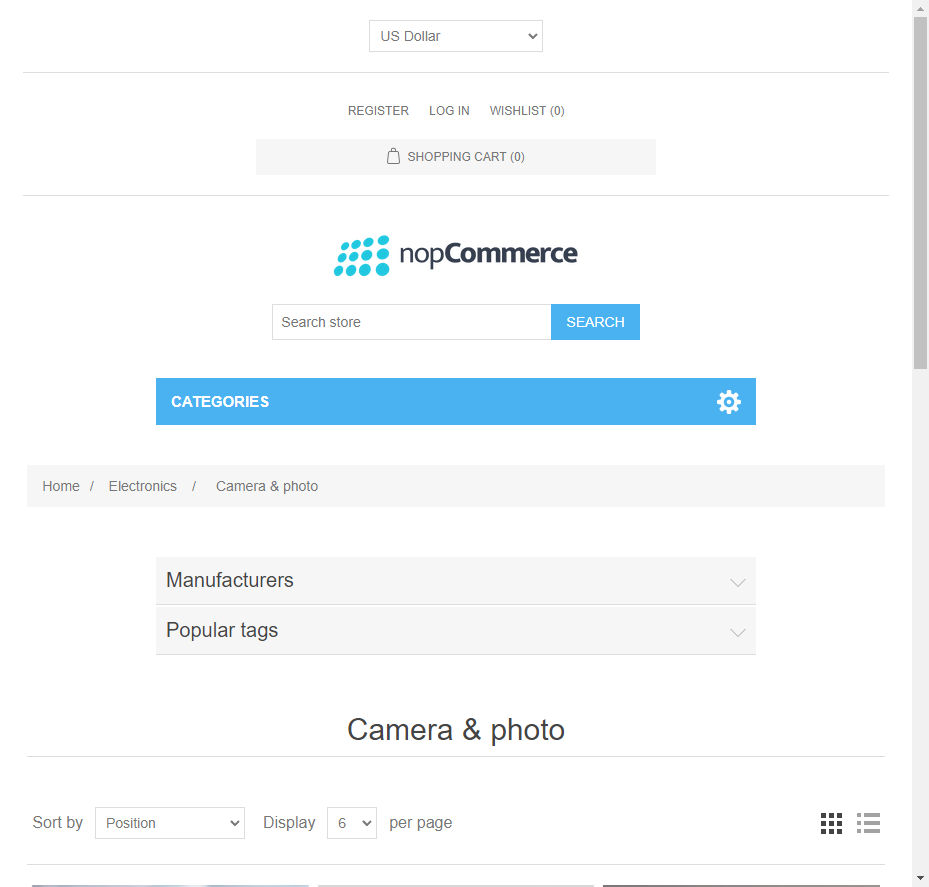 US Dollar
REGISTER LOG IN WISHLIST (0)
SHOPPING CART (0)
nopCommerce
Search store SEARCH
CATEGORIES
Home / Electronics / Camera & photo
Manufacturers
Popular tags
Camera & photo
Sort by Position Display 6 per page